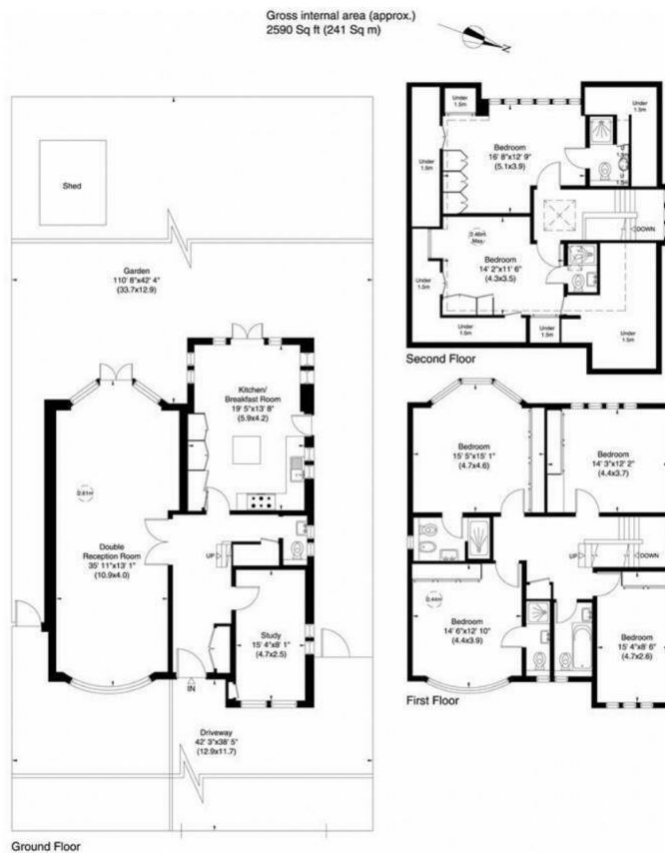 Gross internal area (approx.)
2590 Sq ft (241 Sq m)
N
Shed
Garden
110' 8"x42' 4"
(33.7x12.9)
Kitchen/
Breakfast Room
19' 5"x13' 8"
(5.9x4.2)
Double
Reception Room
35' 11"x13' 1"
(10.9x4.0)
UP
Study
15' 4"x8' 1"
(4.7x2.5)
IN
Driveway
42' 3"x38' 5"
(12.9x11.7)
Ground Floor
Under
1.5m
Under
1.5m
Under
1.5m
Bedroom
16' 8"x12' 9"
(5.1x3.9)
DOWN
Bedroom
14' 2"x11' 6"
(4.3x3.5)
Under
1.5m
Under
1.5m
Under
1.5m
Under
1.5m
Second Floor
Bedroom
15' 5"x15' 1"
(4.7x4.6)
Bedroom
14' 3"x12' 2"
(4.4x3.7)
UP
DOWN
2.44m
Bedroom
14' 6"x12' 10"
(4.4x3.9)
Bedroom
15' 4"x8' 6"
(4.7x2.6)
First Floor